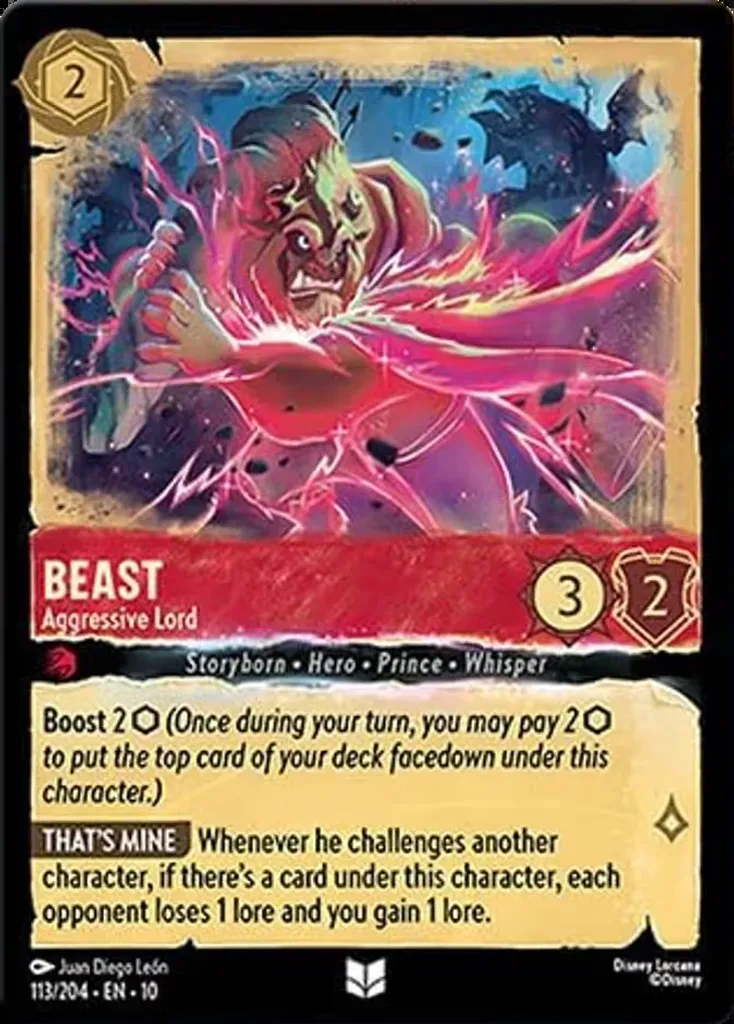 2
BEAST
Aggressive Lord
3
2
Storyborn • Hero • Prince • Whisper
Boost 2 ⬡ (Once during your turn, you may pay 2 ⬡
to put the top card of your deck facedown under this
character.)
THAT'S MINE Whenever he challenges another
character, if there's a card under this character, each
opponent loses 1 lore and you gain 1 lore.
Juan Diego León
Disney Lorcana
113/204 • EN • 10
©Disney